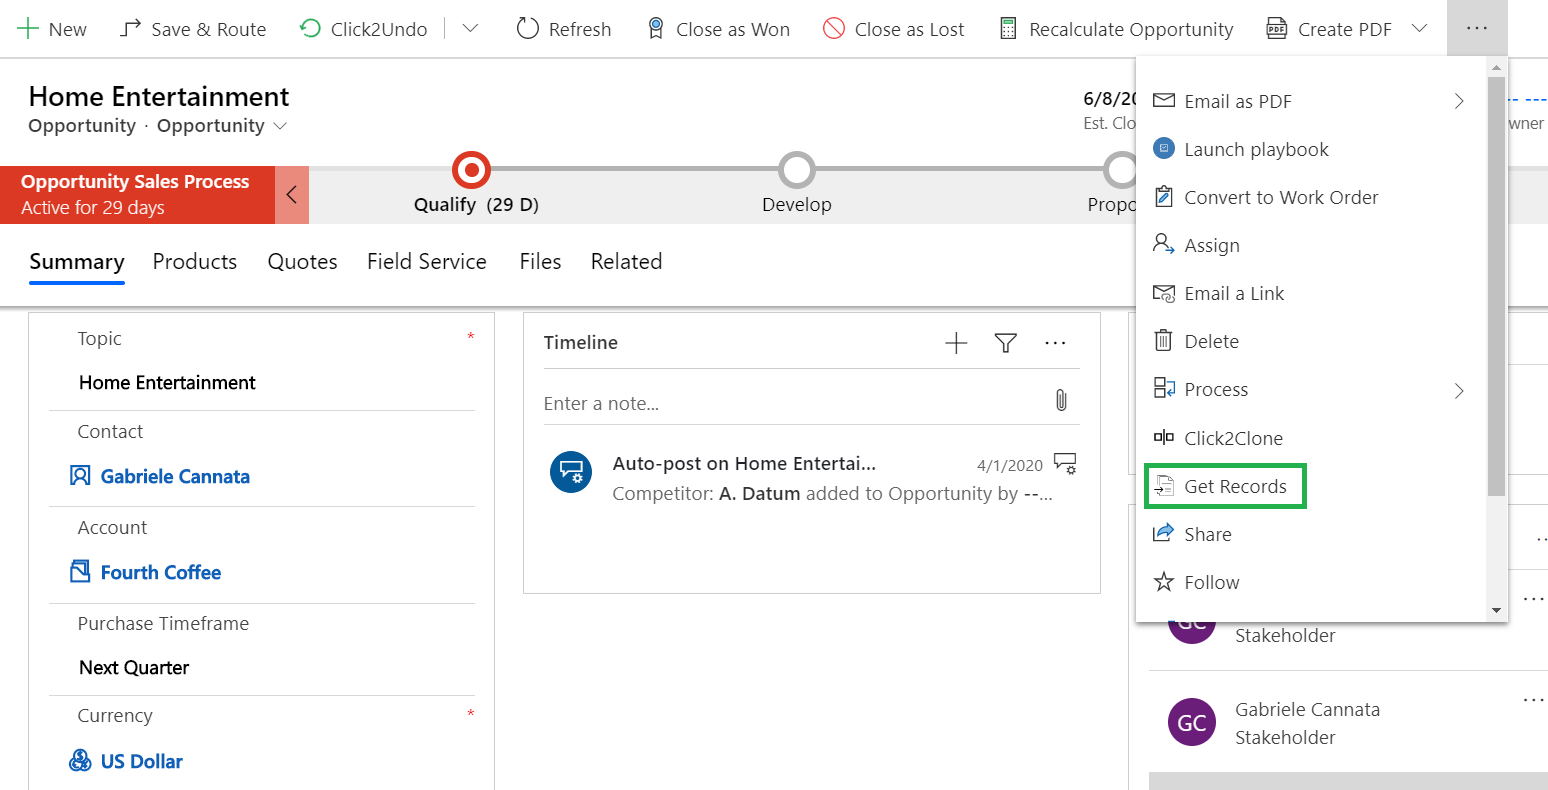 New
Save & Route
Click2Undo
Refresh
Close as Won
Close as Lost
Recalculate Opportunity
PDF
Create PDF
...
Home Entertainment
Opportunity · Opportunity
6/8/20
Est. Clo
wner
Opportunity Sales Process
Active for 29 days
Qualify (29 D)
Develop
Propo
Summary
Products
Quotes
Field Service
Files
Related
Topic *
Home Entertainment
Contact
Gabriele Cannata
Account
Fourth Coffee
Purchase Timeframe
Next Quarter
Currency *
US Dollar
Timeline
Enter a note...
Auto-post on Home Entertai...
4/1/2020
Competitor: A. Datum added to Opportunity by --...
Email as PDF
Launch playbook
Convert to Work Order
Assign
Email a Link
Delete
Process
Click2Clone
Get Records
Share
Follow
GC
Stakeholder
GC
Gabriele Cannata
Stakeholder